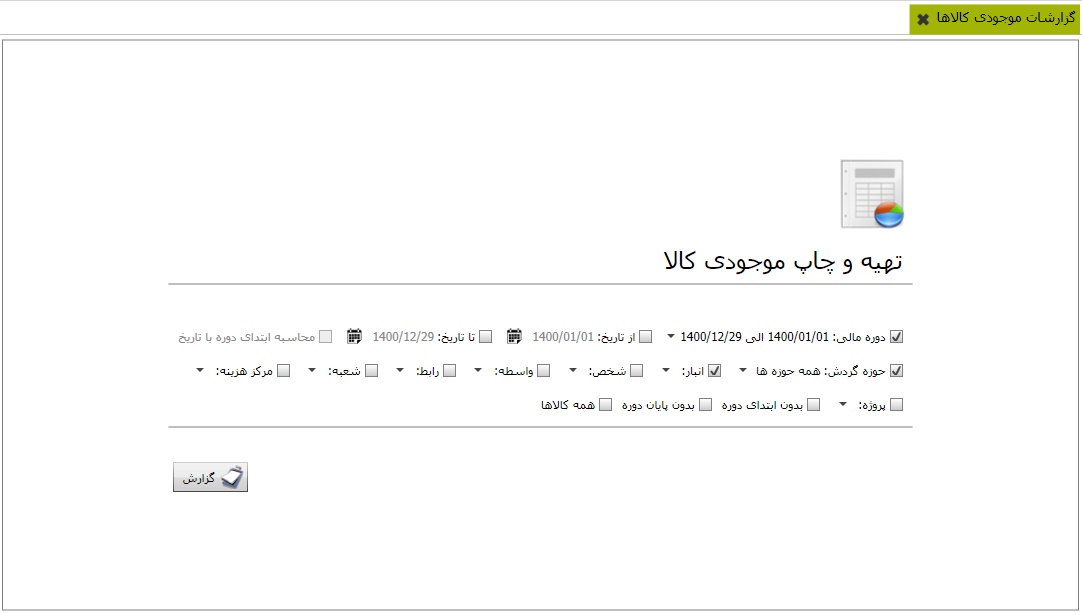 گزارشات موجودی کالاها
تهیه و چاپ موجودی کالا
دوره مالی: 1400/01/01 الی 1400/12/29 از تاریخ: 1400/01/01 تا تاریخ: 1400/12/29 محاسبه ابتدای دوره با تاریخ
حوزه گردش: همه حوزه ها انبار: شخص: واسطه: رابط: شعبه: مرکز هزینه:
پروژه: بدون ابتدای دوره بدون پایان دوره همه کالاها
گزارش